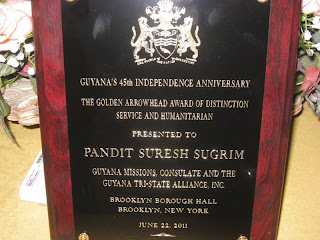 GUYANA'S 45th INDEPENDENCE ANNIVERSARY
THE GOLDEN ARROWHEAD AWARD OF DISTINCTION
SERVICE AND HUMANITARIAN
PRESENTED TO
PANDIT SURESH SUGRIM
GUYANA MISSIONS, CONSULATE AND THE
GUYANA TRI-STATE ALLIANCE, INC.
BROOKLYN BOROUGH HALL
BROOKLYN, NEW YORK
JUNE 22, 2011